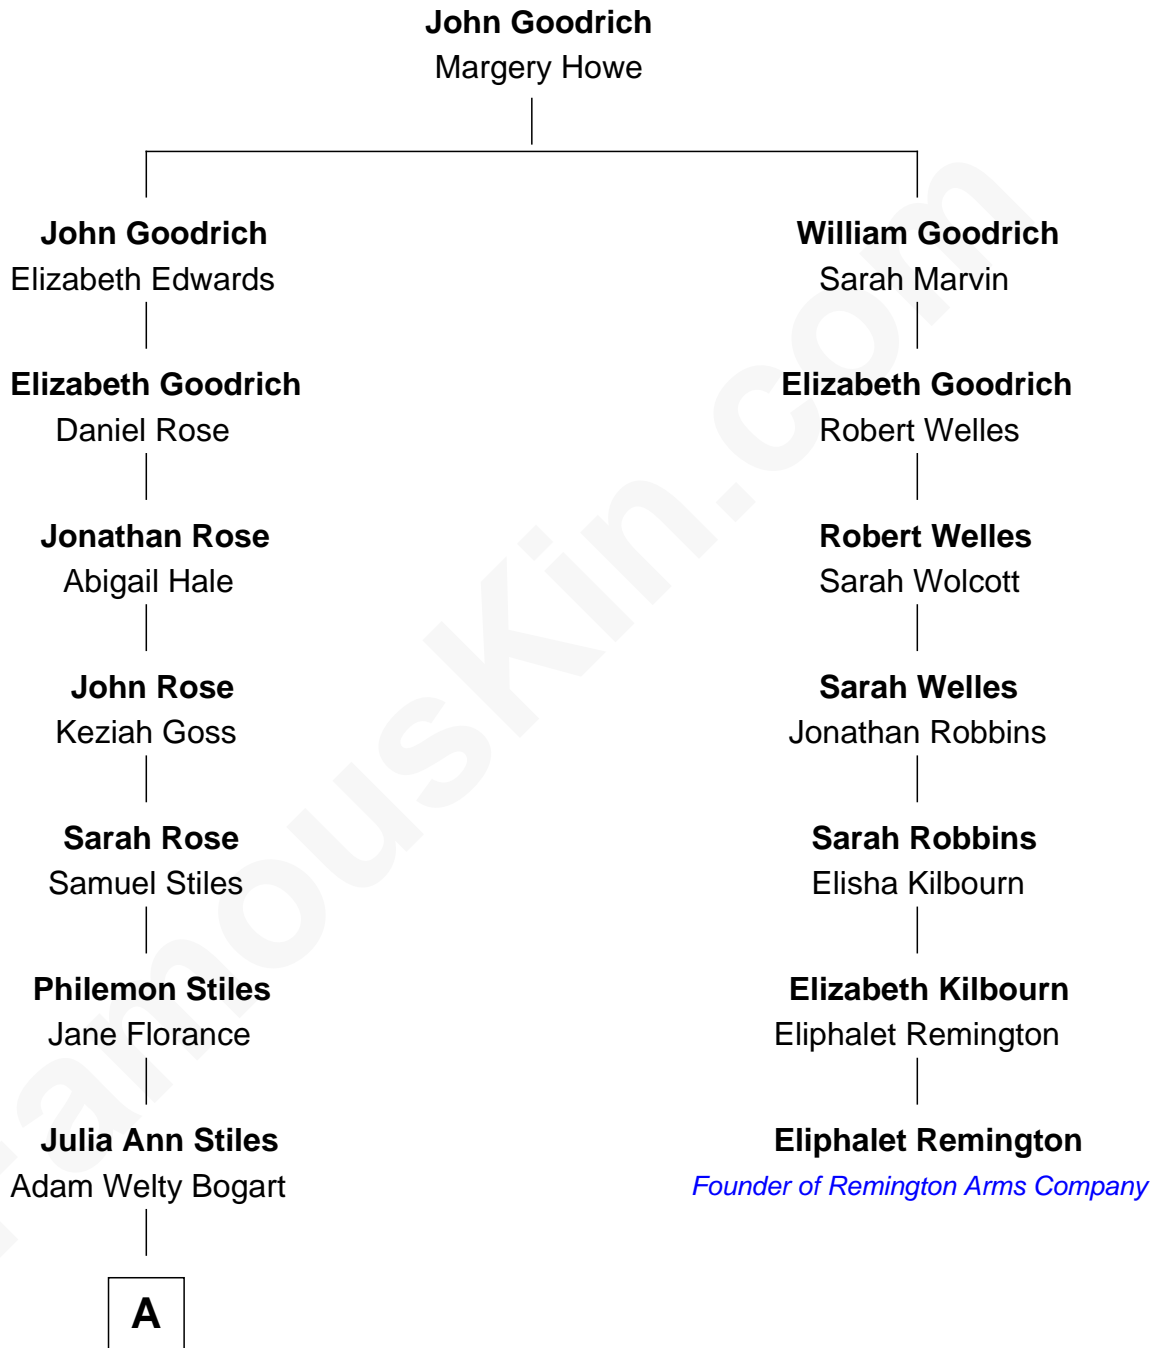 John Goodrich
Margery Howe
John Goodrich
Elizabeth Edwards
William Goodrich
Sarah Marvin
Elizabeth Goodrich
Daniel Rose
Elizabeth Goodrich
Robert Welles
Jonathan Rose
Abigail Hale
Robert Welles
Sarah Wolcott
John Rose
Keziah Goss
Sarah Welles
Jonathan Robbins
Sarah Rose
Samuel Stiles
Sarah Robbins
Elisha Kilbourn
Philemon Stiles
Jane Florance
Elizabeth Kilbourn
Eliphalet Remington
Julia Ann Stiles
Adam Welty Bogart
Eliphalet Remington
Founder of Remington Arms Company
A
FamousKin.com